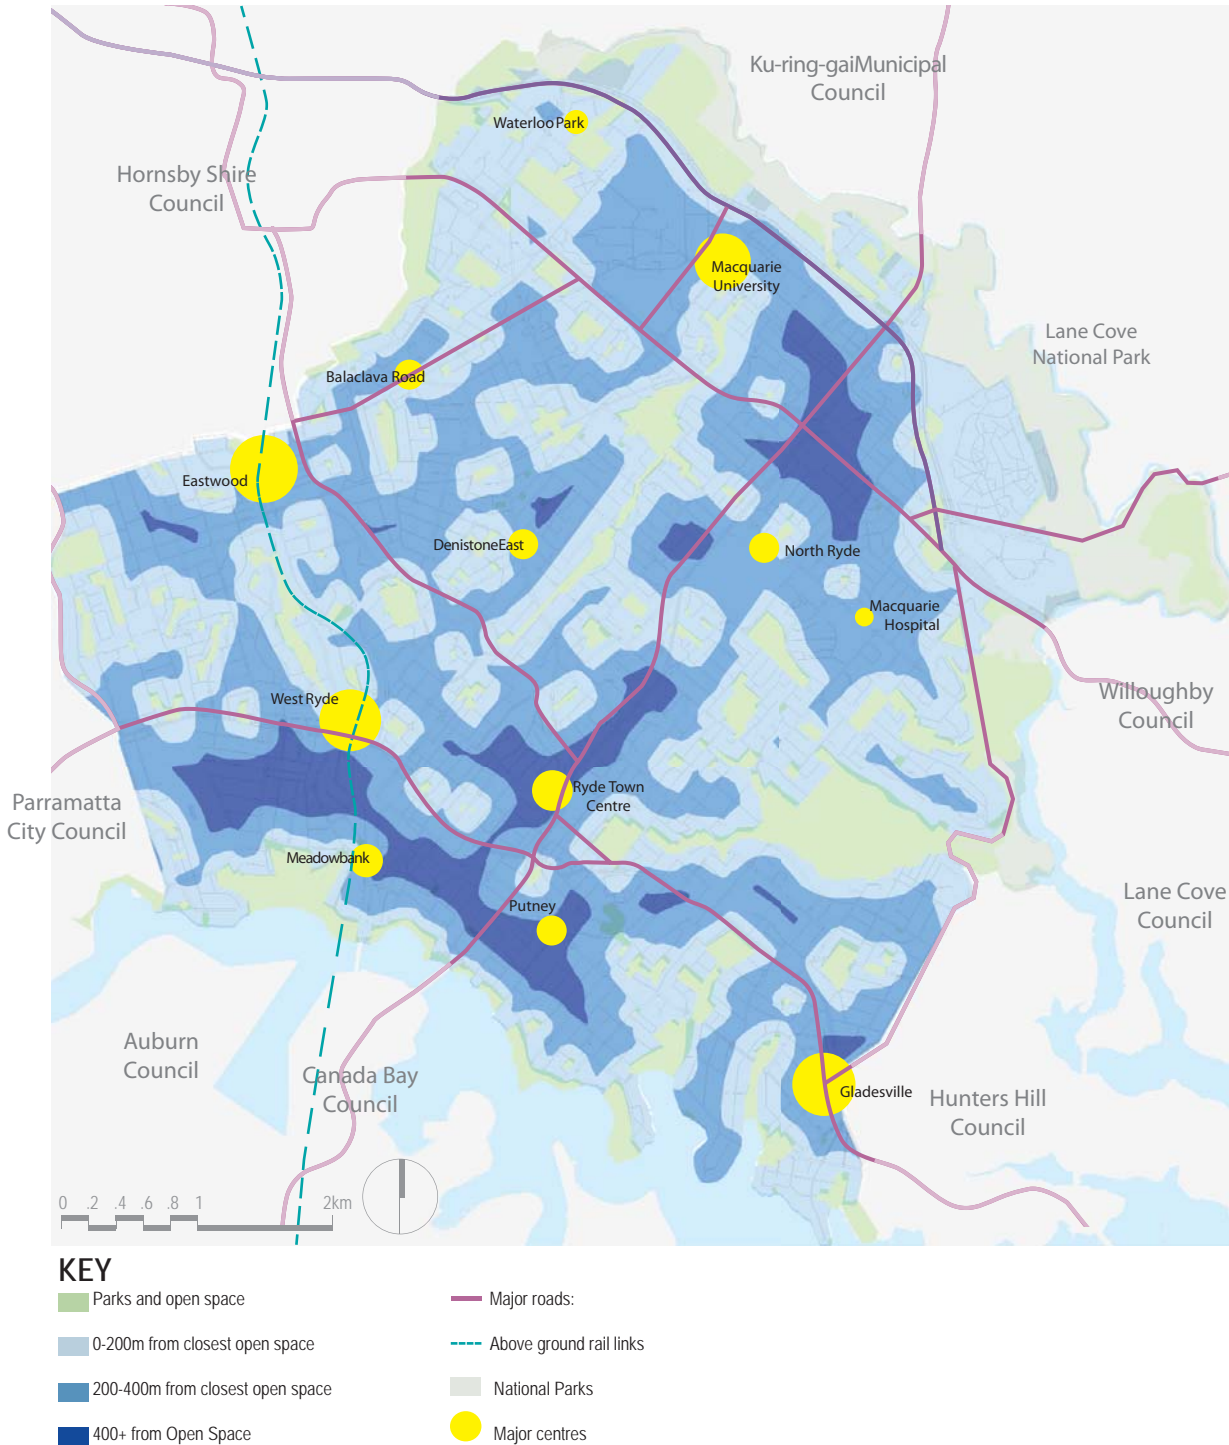 Ku-ring-gaiMunicipal
Council
Waterloo Park
Hornsby Shire
Council
Macquarie
University
Lane Cove
National Park
Balaclava Road
Eastwood
DenistoneEast
North Ryde
Macquarie
Hospital
West Ryde
Willoughby
Council
Parramatta
City Council
Ryde Town
Centre
Meadowbank
Lane Cove
Council
Putney
Auburn
Council
Canada Bay
Council
Gladesville
Hunters Hill
Council
0 .2 .4 .6 .8 1 2km
KEY
Parks and open space
0-200m from closest open space
200-400m from closest open space
400+ from Open Space
Major roads:
Above ground rail links
National Parks
Major centres